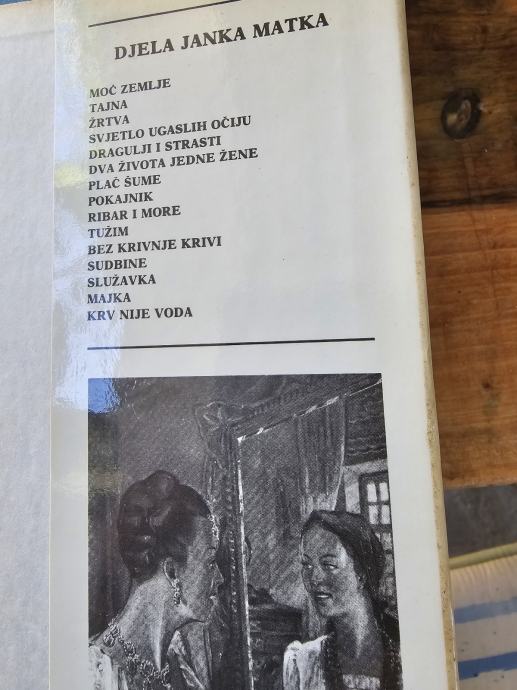 DJELA JANKA MATKA
MOĆ ZEMLJE
TAJNA
ŽRTVA
SVJETLO UGASLIH OČIJU
DRAGULJI I STRASTI
DVA ŽIVOTA JEDNE ŽENE
PLAČ ŠUME
POKAJNIK
RIBAR I MORE
TUŽIM
BEZ KRIVNJE KRIVI
SUDBINE
SLUŽAVKA
MAJKA
KRV NIJE VODA